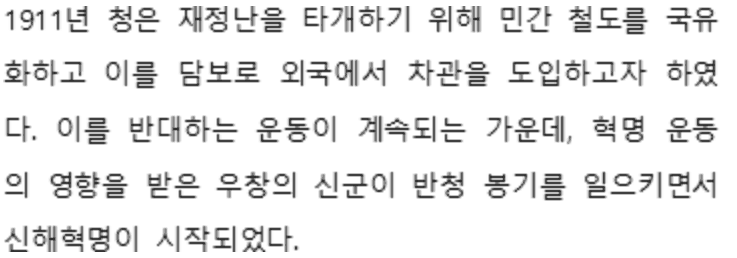 1911년 청은 재정난을 타개하기 위해 민간 철도를 국유
화하고 이를 담보로 외국에서 차관을 도입하고자 하였
다. 이를 반대하는 운동이 계속되는 가운데, 혁명 운동
의 영향을 받은 우창의 신군이 반청 봉기를 일으키면서
신해혁명이 시작되었다.